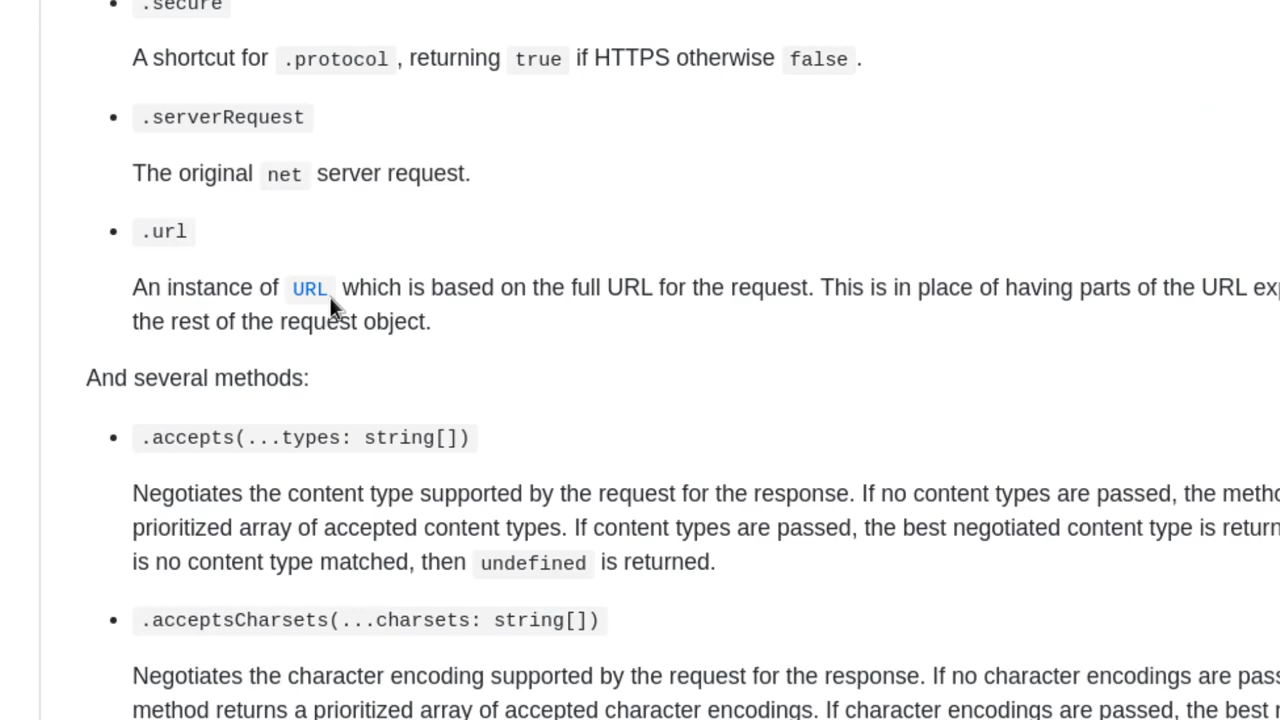 .secure
A shortcut for .protocol, returning true if HTTPS otherwise false.
.serverRequest
The original net server request.
.url
An instance of URL which is based on the full URL for the request. This is in place of having parts of the URL
the rest of the request object.
And several methods:
.accepts(...types: string[])
Negotiates the content type supported by the request for the response. If no content types are passed, the
prioritized array of accepted content types. If content types are passed, the best negotiated content type is
is no content type matched, then undefined is returned.
.acceptsCharsets(...charsets: string[])
Negotiates the character encoding supported by the request for the response. If no character encodings are
method returns a prioritized array of accepted character encodings. If character encodings are passed, the best